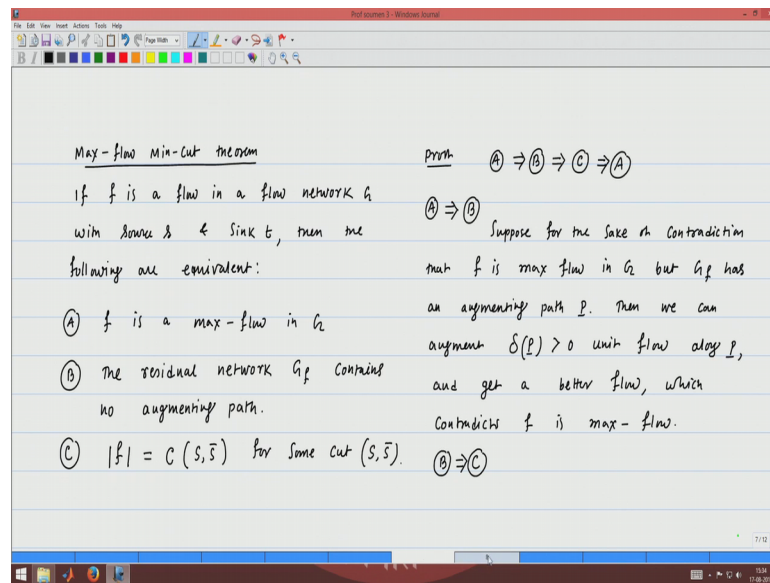 Prof soumen 3 - Windows Journal
File Edit View Insert Actions Tools Help
Page Width
B I
Max-flow Min-Cut theorem
If f is a flow in a flow network G
with source s & Sink t, then the
following are equivalent:
A f is a max-flow in G
B The residual network Gf contains
no augmenting path.
C |f| = C (S, S̄) for some cut (S, S̄).
Proof A ⇒ B ⇒ C ⇒ A
A ⇒ B
Suppose for the sake of contradiction
that f is max flow in G but Gf has
an augmenting path P. Then we can
augment δ(P) > 0 unit flow along P,
and get a better flow, which
Contradicts f is max-flow.
B ⇒ C
7/12
15:34